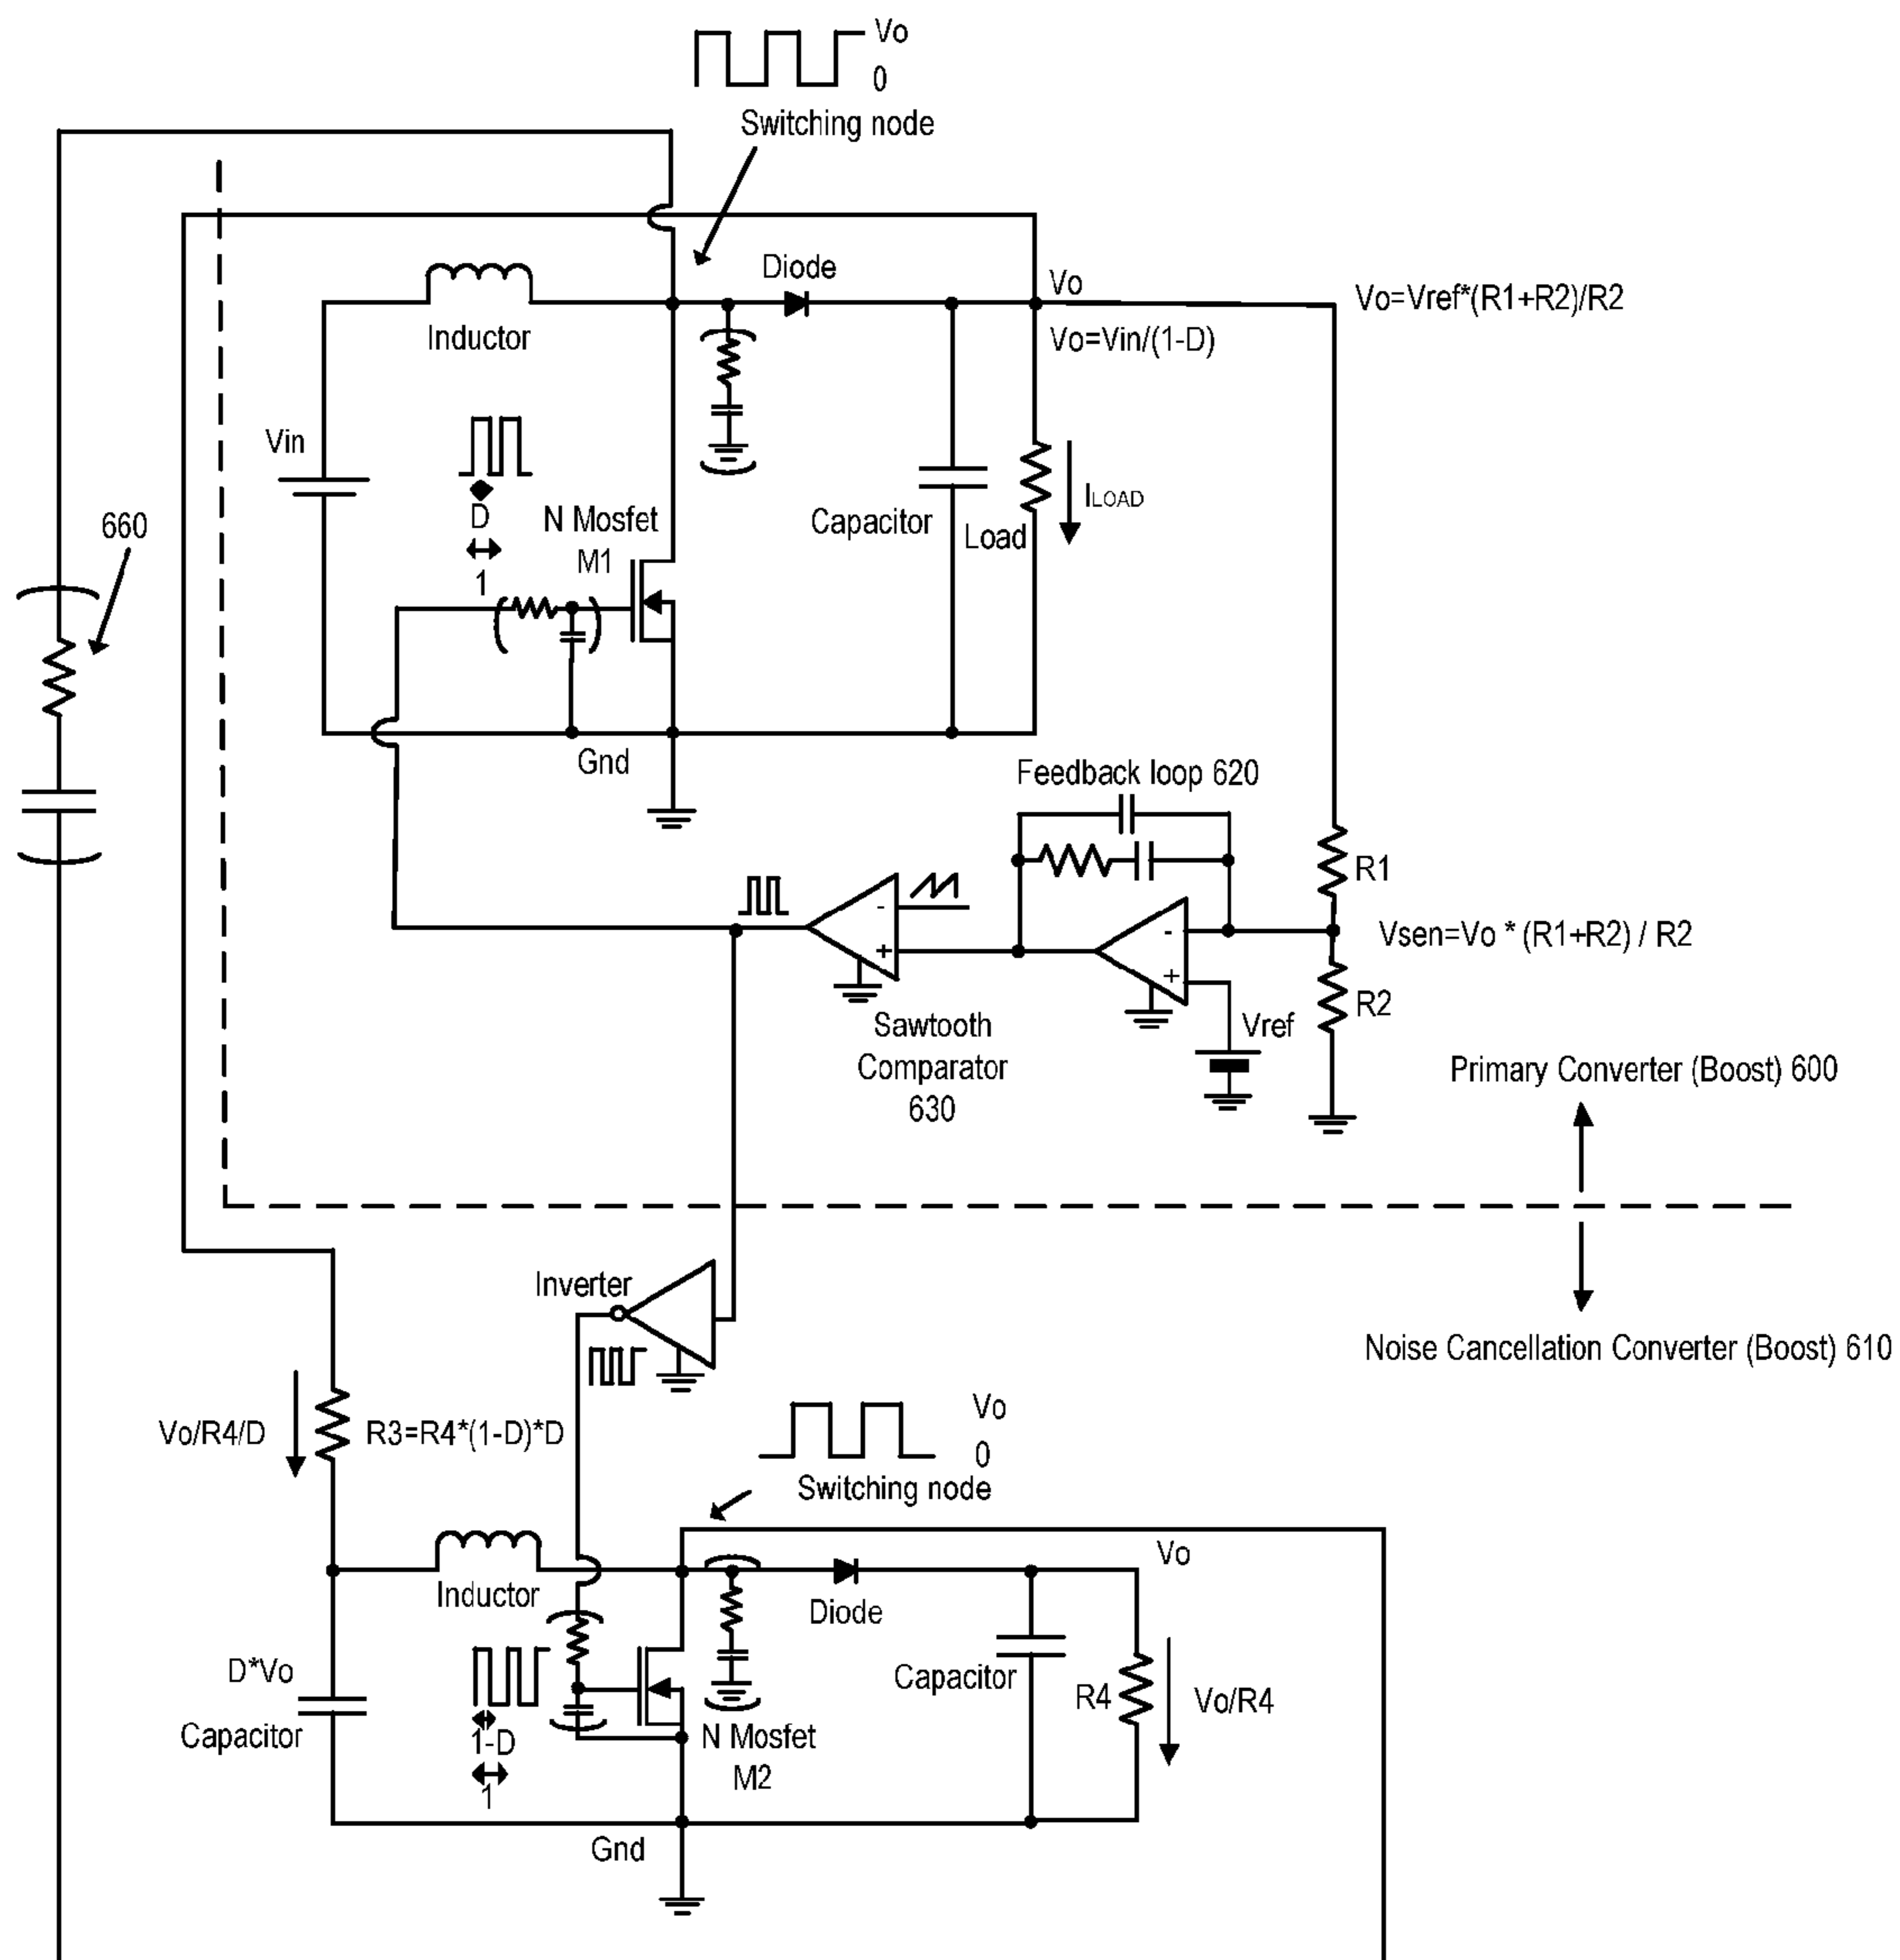 Vo
0
Switching node
Diode
Vo
Vo=Vref*(R1+R2)/R2
Inductor
Vo=Vin/(1-D)
Vin
660
D
1
N Mosfet
M1
Capacitor
Load
ILOAD
Gnd
Feedback loop 620
R1
-
+
-
+
Vsen=Vo * (R1+R2) / R2
R2
Vref
Sawtooth
Comparator
630
Primary Converter (Boost) 600
Inverter
Noise Cancellation Converter (Boost) 610
Vo/R4/D
R3=R4*(1-D)*D
Vo
0
Switching node
Vo
Inductor
Diode
D*Vo
Capacitor
1-D
1
N Mosfet
M2
Capacitor
R4
Vo/R4
Gnd